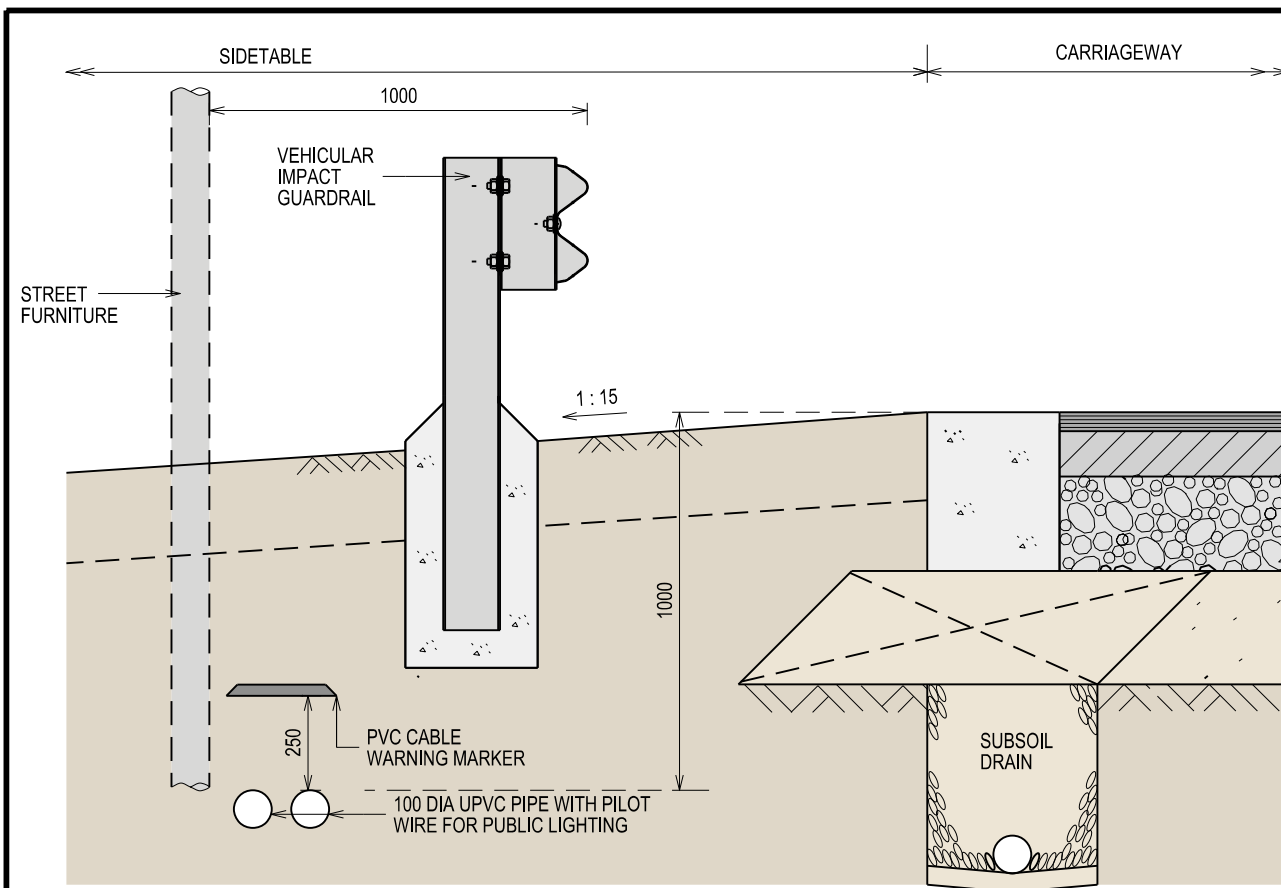 SIDETABLE
CARRIAGEWAY
1000
VEHICULAR
IMPACT
GUARDRAIL
STREET
FURNITURE
1 : 15
1000
250
PVC CABLE
WARNING MARKER
SUBSOIL
DRAIN
100 DIA UPVC PIPE WITH PILOT
WIRE FOR PUBLIC LIGHTING